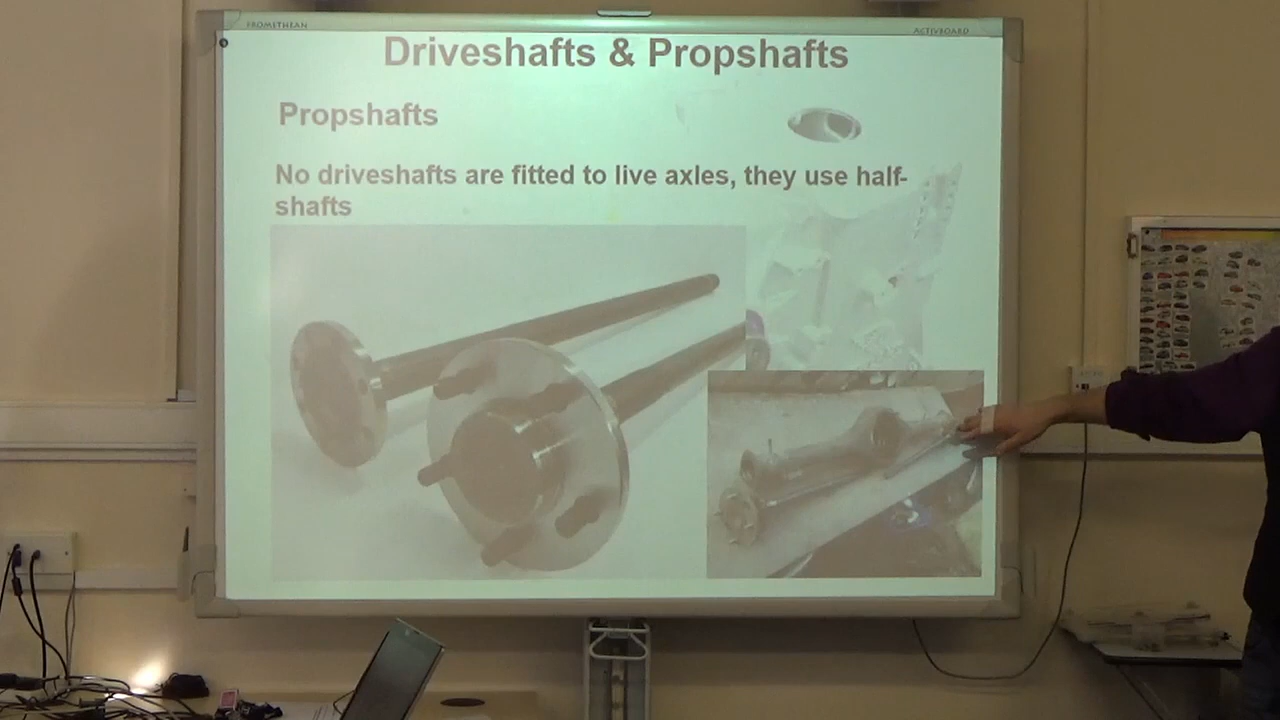 PROMETHEAN
ACTIVBOARD
Driveshafts & Propshafts
Propshafts
No driveshafts are fitted to live axles, they use half-
shafts